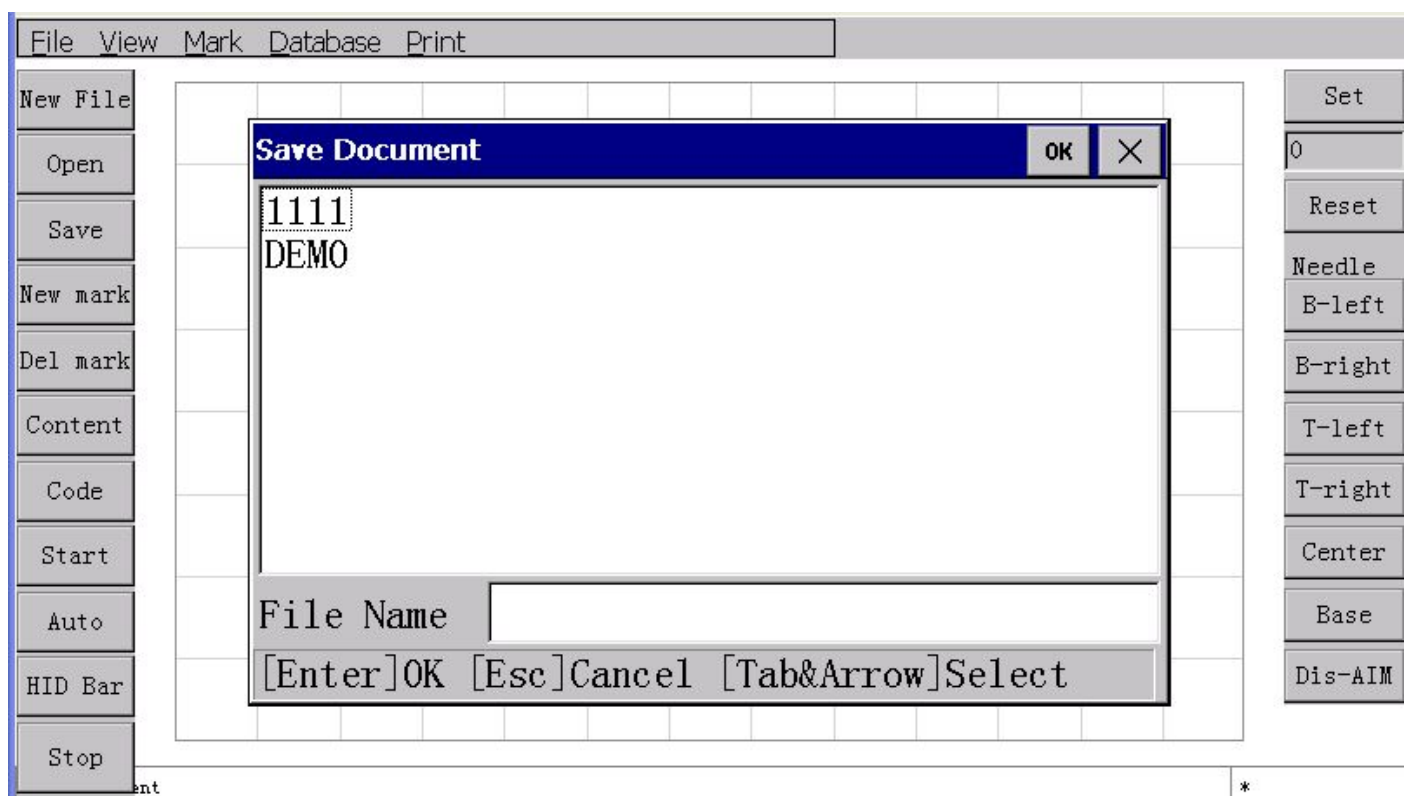 File View Mark Database Print
New File
Open
Save
New mark
Del mark
Content
Code
Start
Auto
HID Bar
Stop
Save Document OK
1111
DEMO
File Name
[Enter]OK [Esc]Cancel [Tab&Arrow]Select
Set
0
Reset
Needle
B-left
B-right
T-left
T-right
Center
Base
Dis-AIM
ent
*